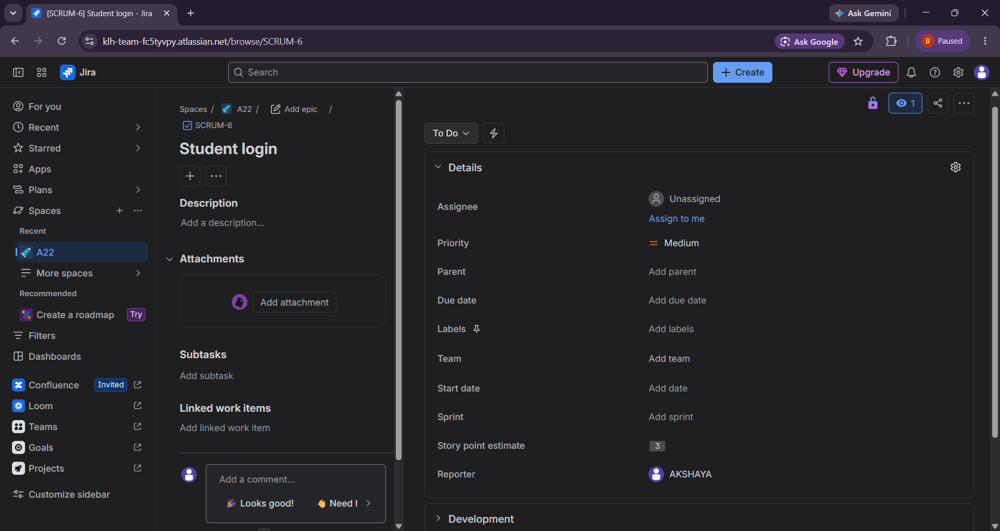 [SCRUM-6] Student login - Jira
Ask Gemini
klh-team-fc5tyvpy.atlassian.net/browse/SCRUM-6
Ask Google
B Paused
Jira
Search
Create
Upgrade
For you
Recent
Starred
Apps
Plans
Spaces
Recent
A22
More spaces
Recommended
Create a roadmap Try
Filters
Dashboards
Confluence Invited
Loom
Teams
Goals
Projects
Customize sidebar
Spaces / A22 / Add epic /
SCRUM-6
Student login
Description
Add a description...
Attachments
Add attachment
Subtasks
Add subtask
Linked work items
Add linked work item
Add a comment...
Looks good! Need
1
To Do
Details
Assignee Unassigned
Assign to me
Priority Medium
Parent Add parent
Due date Add due date
Labels Add labels
Team Add team
Start date Add date
Sprint Add sprint
Story point estimate 3
Reporter AKSHAYA
Development